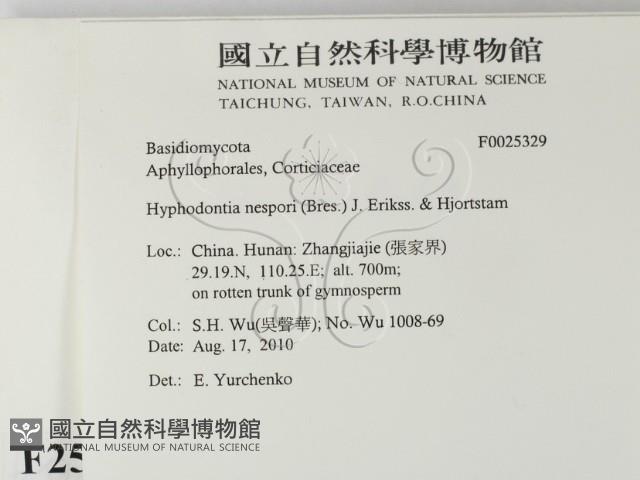 國立自然科學博物館
NATIONAL MUSEUM OF NATURAL SCIENCE
TAICHUNG, TAIWAN, R.O.CHINA
Basidiomycota F0025329
Aphyllophorales, Corticiaceae
Hyphodontia nespori (Bres.) J. Erikss. & Hjortstam
Loc.: China. Hunan: Zhangjiajie (張家界)
29.19.N, 110.25.E; alt. 700m;
on rotten trunk of gymnosperm
Col.: S.H. Wu(吳聲華); No. Wu 1008-69
Date: Aug. 17, 2010
Det.: E. Yurchenko
國立自然科學博物館
NATIONAL MUSEUM OF NATURAL SCIENCE
F25